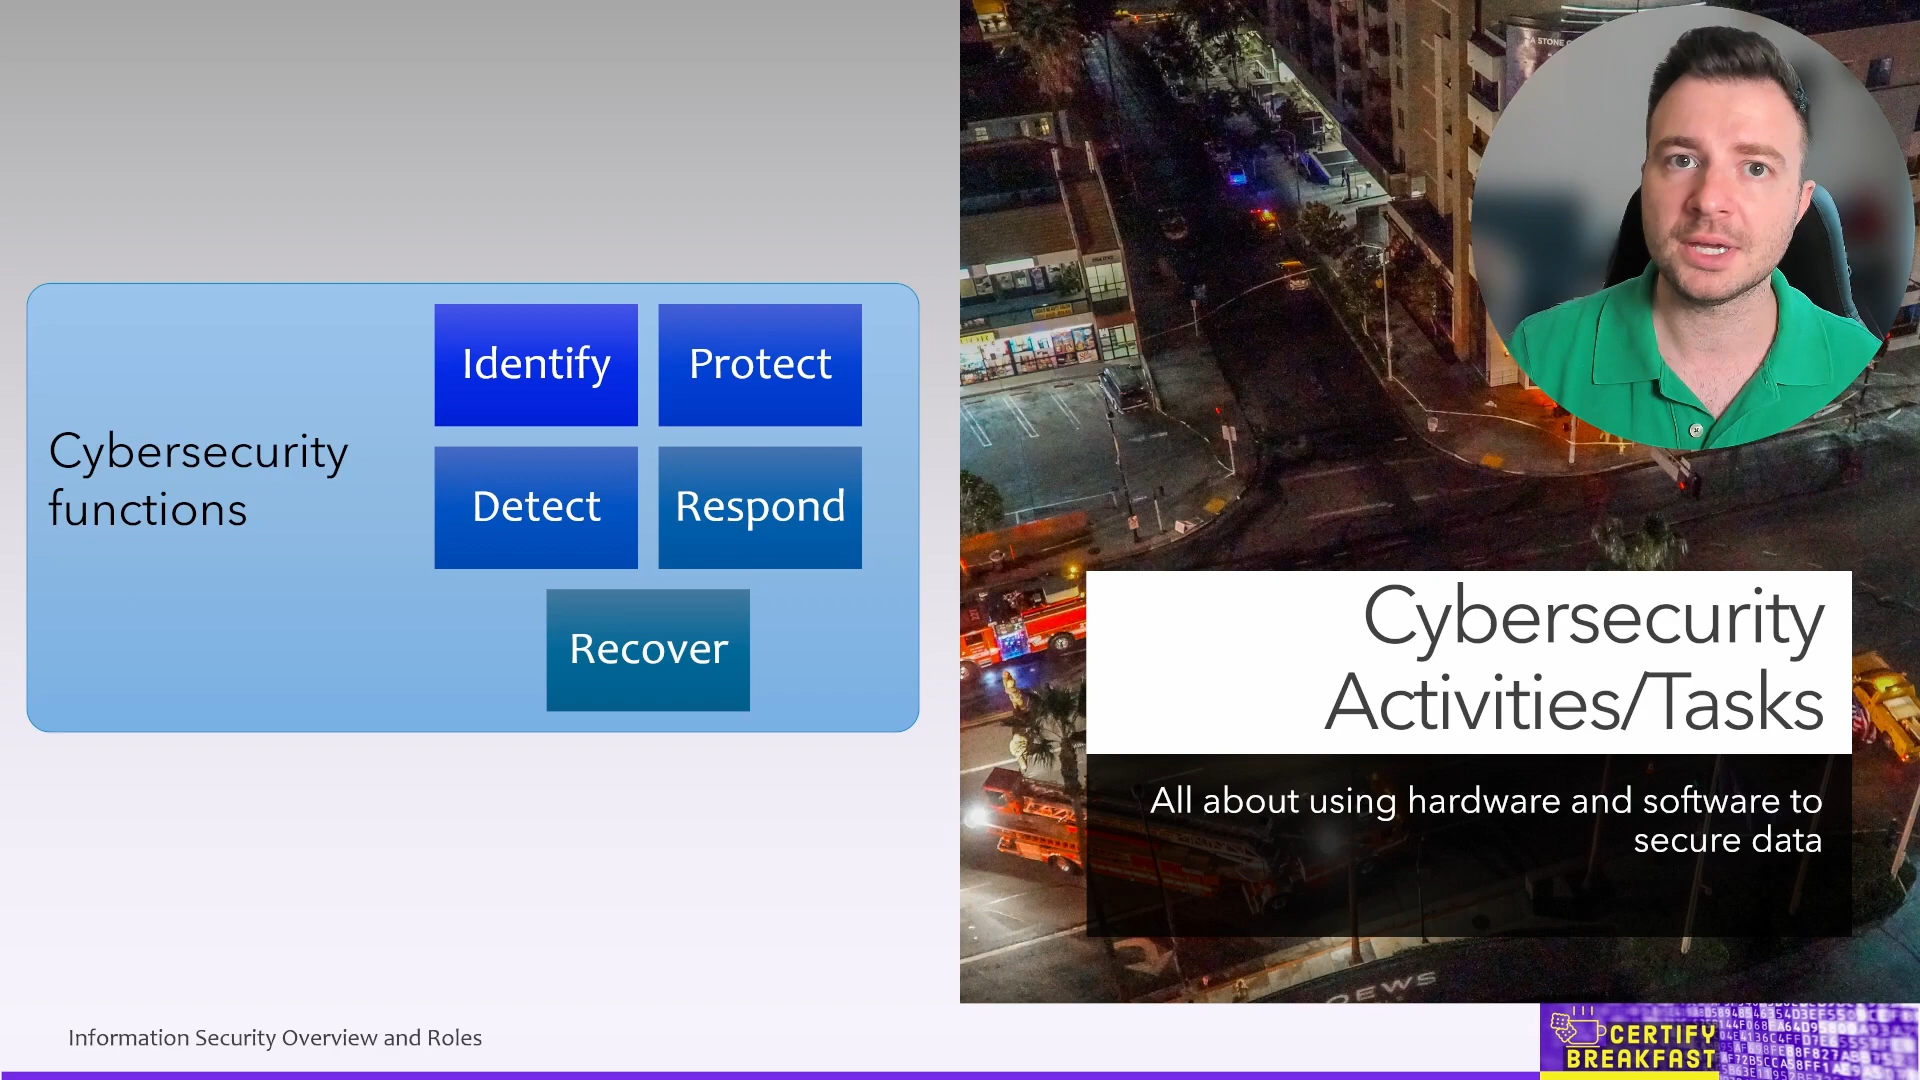 Cybersecurity
functions
Identify
Protect
Detect
Respond
Recover
Cybersecurity
Activities/Tasks
All about using hardware and software to
secure data
Information Security Overview and Roles
CERTIFY
BREAKFAST